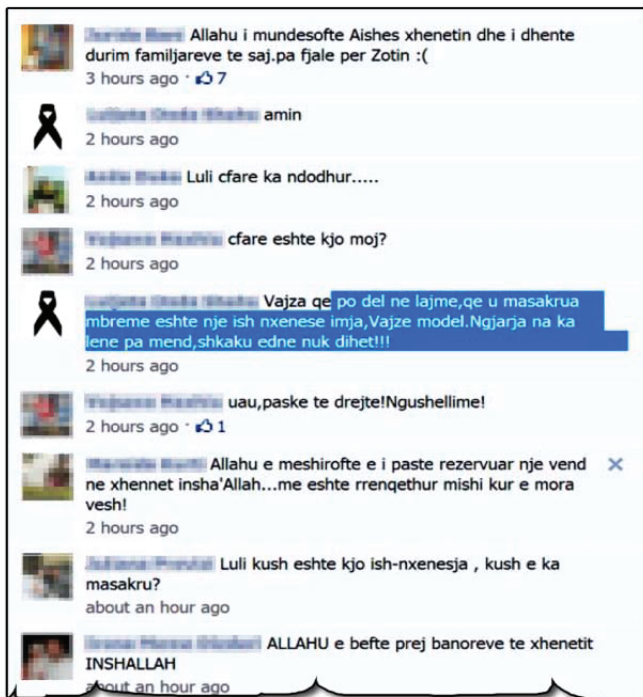 Allahu i mundesofte Aishes xhenetin dhe i dhente
durim familjareve te saj.pa fjale per Zotin :(
3 hours ago · 7
amin
2 hours ago
Luli cfare ka ndodhur.....
2 hours ago
cfare eshte kjo moj?
2 hours ago
Vajza qe po del ne lajme,qe u masakrua
mbreme eshte nje ish nxenese imja,Vajze model.Ngjarja na ka
lene pa mend,shkaku edne nuk dihet!!!
2 hours ago
uau,paske te drejte!Ngushellime!
2 hours ago · 1
Allahu e meshirofte e i paste rezervuar nje vend
ne xhennet insha'Allah...me eshte rrenqethur mishi kur e mora
vesh!
2 hours ago
Luli kush eshte kjo ish-nxenesja , kush e ka
masakru?
about an hour ago
ALLAHU e befte prej banoreve te xhenetit
INSHALLAH
about an hour ago